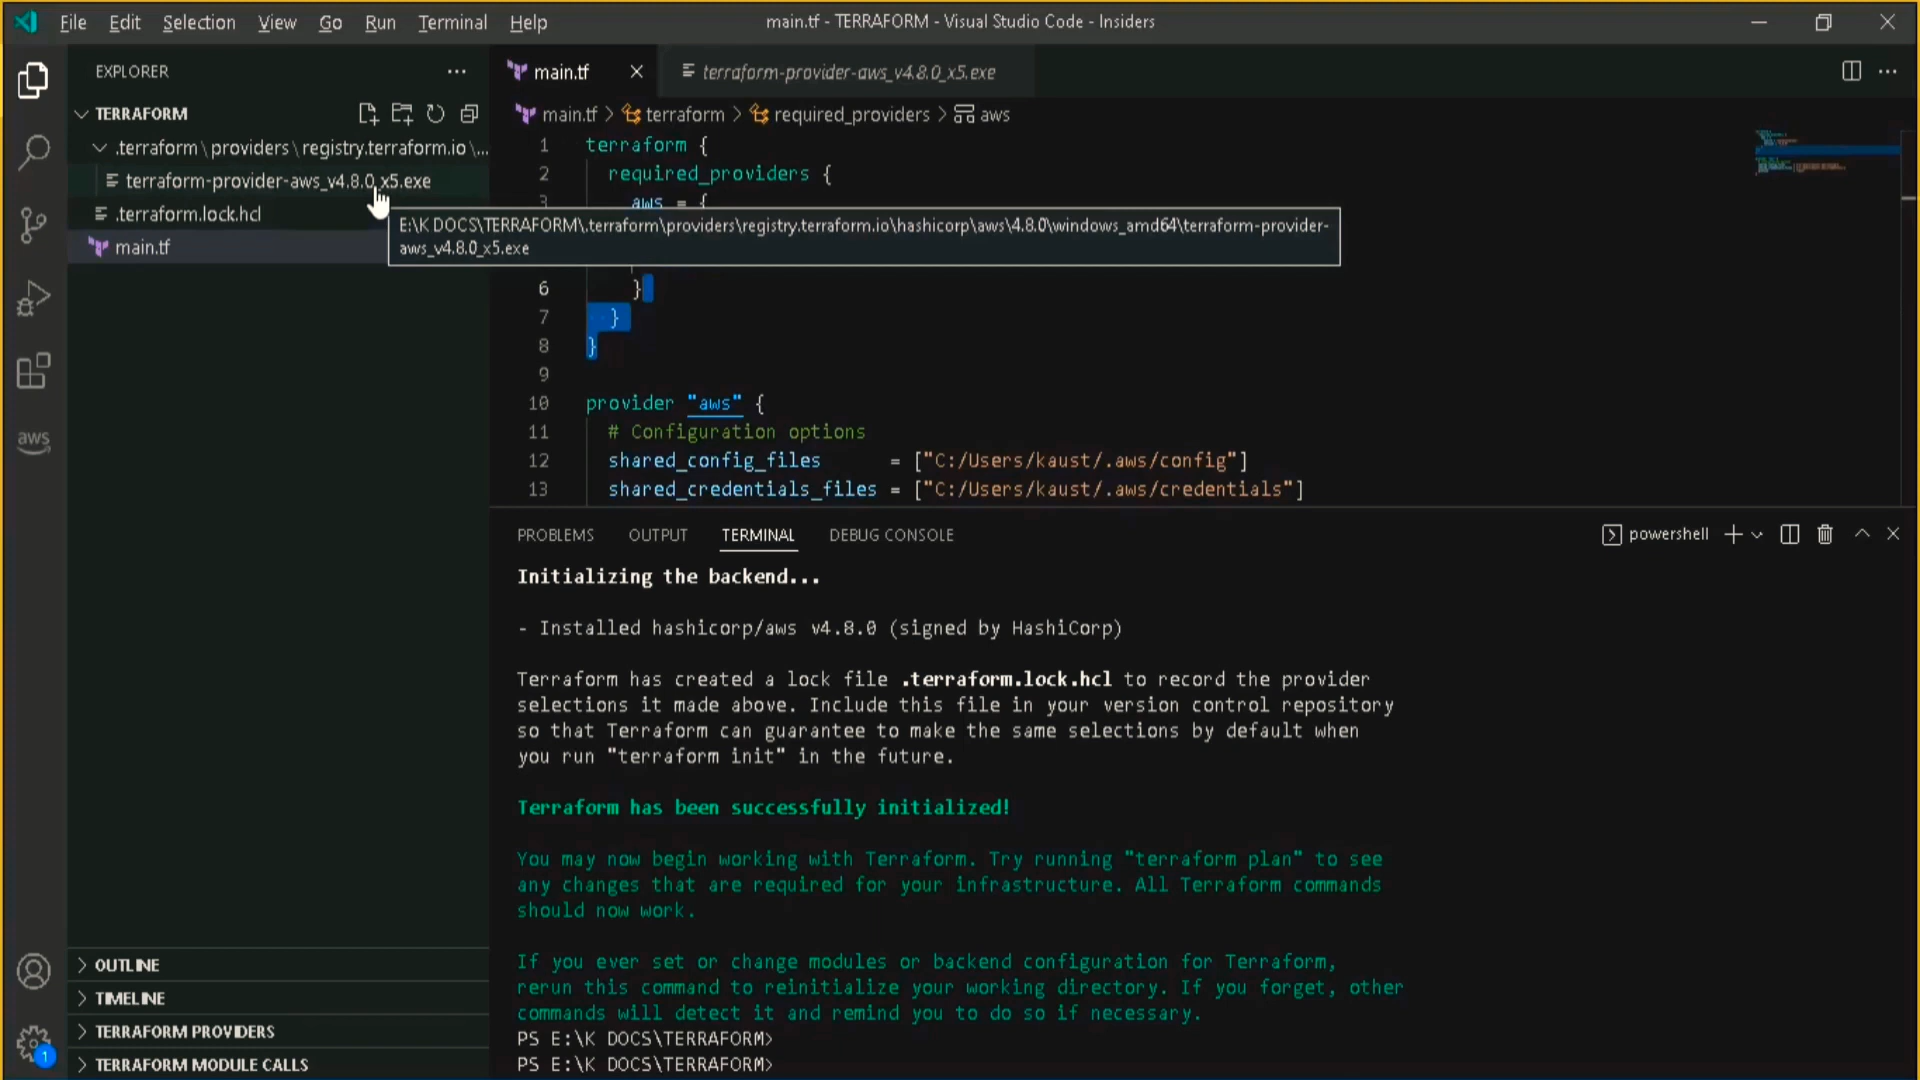 File Edit Selection View Go Run Terminal Help
main.tf - TERRAFORM - Visual Studio Code - Insiders
EXPLORER
TERRAFORM
.terraform\providers\registry.terraform.io\...
terraform-provider-aws_v4.8.0_x5.exe
.terraform.lock.hcl
main.tf
OUTLINE
TIMELINE
TERRAFORM PROVIDERS
TERRAFORM MODULE CALLS
aws
1
main.tf
terraform-provider-aws_v4.8.0_x5.exe
main.tf > terraform > required_providers > aws
1 terraform {
2 required_providers {
3 aws = {
E:\K DOCS\TERRAFORM\.terraform\providers\registry.terraform.io\hashicorp\aws\4.8.0\windows_amd64\terraform-provider-
aws_v4.8.0_x5.exe
6 }
7 }
8 }
9
10 provider "aws" {
11 # Configuration options
12 shared_config_files = ["C:/Users/kaust/.aws/config"]
13 shared_credentials_files = ["C:/Users/kaust/.aws/credentials"]
PROBLEMS OUTPUT TERMINAL DEBUG CONSOLE
powershell
Initializing the backend...
- Installed hashicorp/aws v4.8.0 (signed by HashiCorp)
Terraform has created a lock file .terraform.lock.hcl to record the provider
selections it made above. Include this file in your version control repository
so that Terraform can guarantee to make the same selections by default when
you run "terraform init" in the future.
Terraform has been successfully initialized!
You may now begin working with Terraform. Try running "terraform plan" to see
any changes that are required for your infrastructure. All Terraform commands
should now work.
If you ever set or change modules or backend configuration for Terraform,
rerun this command to reinitialize your working directory. If you forget, other
commands will detect it and remind you to do so if necessary.
PS E:\K DOCS\TERRAFORM>
PS E:\K DOCS\TERRAFORM>